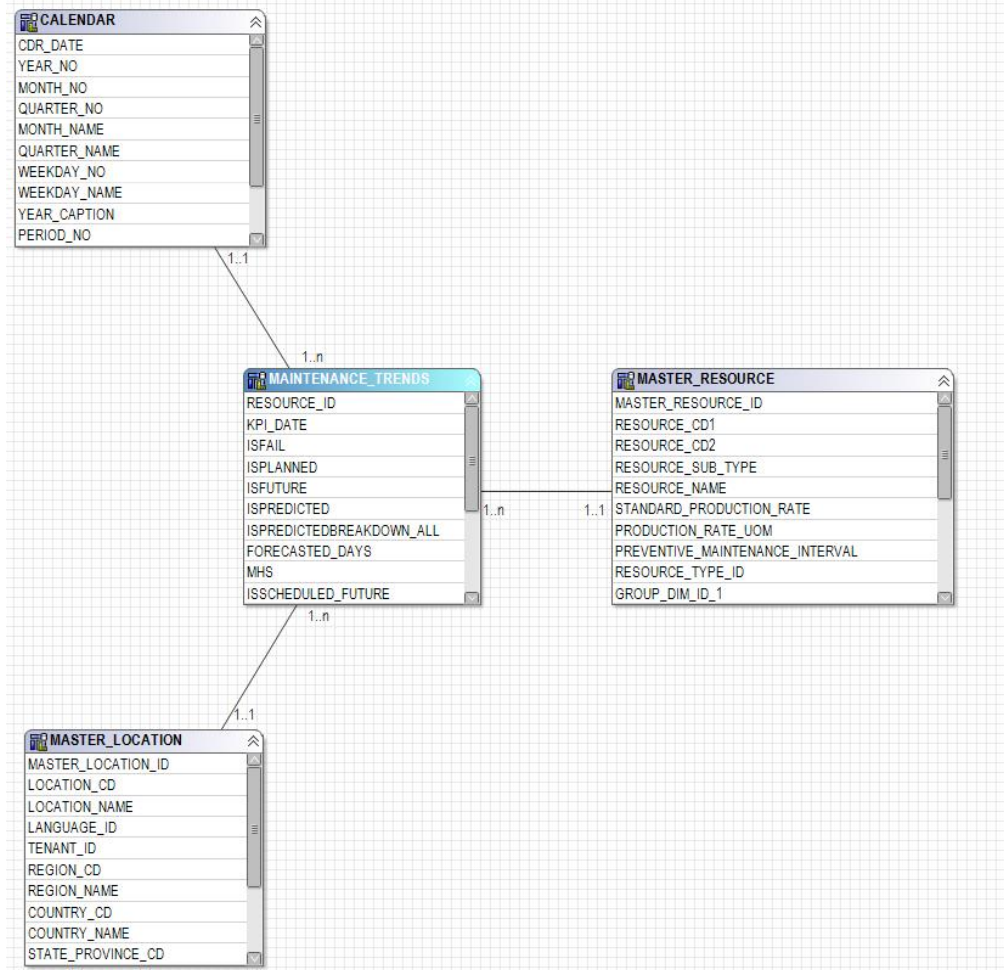 CALENDAR
CDR_DATE
YEAR_NO
MONTH_NO
QUARTER_NO
MONTH_NAME
QUARTER_NAME
WEEKDAY_NO
WEEKDAY_NAME
YEAR_CAPTION
PERIOD_NO
1..1
1..n
MAINTENANCE_TRENDS
RESOURCE_ID
KPI_DATE
ISFAIL
ISPLANNED
ISFUTURE
ISPREDICTED
ISPREDICTEDBREAKDOWN_ALL
FORECASTED_DAYS
MHS
ISSCHEDULED_FUTURE
1..n
1..1
MASTER_RESOURCE
MASTER_RESOURCE_ID
RESOURCE_CD1
RESOURCE_CD2
RESOURCE_SUB_TYPE
RESOURCE_NAME
STANDARD_PRODUCTION_RATE
PRODUCTION_RATE_UOM
PREVENTIVE_MAINTENANCE_INTERVAL
RESOURCE_TYPE_ID
GROUP_DIM_ID_1
1..n
1..1
MASTER_LOCATION
MASTER_LOCATION_ID
LOCATION_CD
LOCATION_NAME
LANGUAGE_ID
TENANT_ID
REGION_CD
REGION_NAME
COUNTRY_CD
COUNTRY_NAME
STATE_PROVINCE_CD